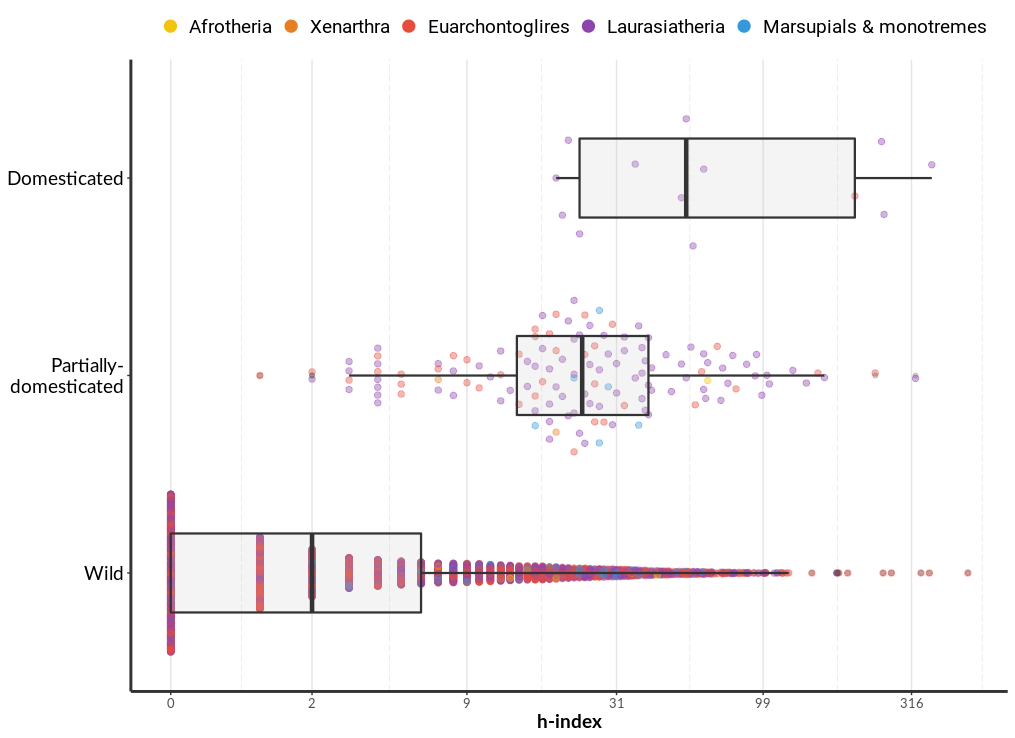 Afrotheria Xenarthra Euarchontoglires Laurasiatheria Marsupials & monotremes
Domesticated
Partially-
domesticated
Wild
0 2 9 31 99 316
h-index